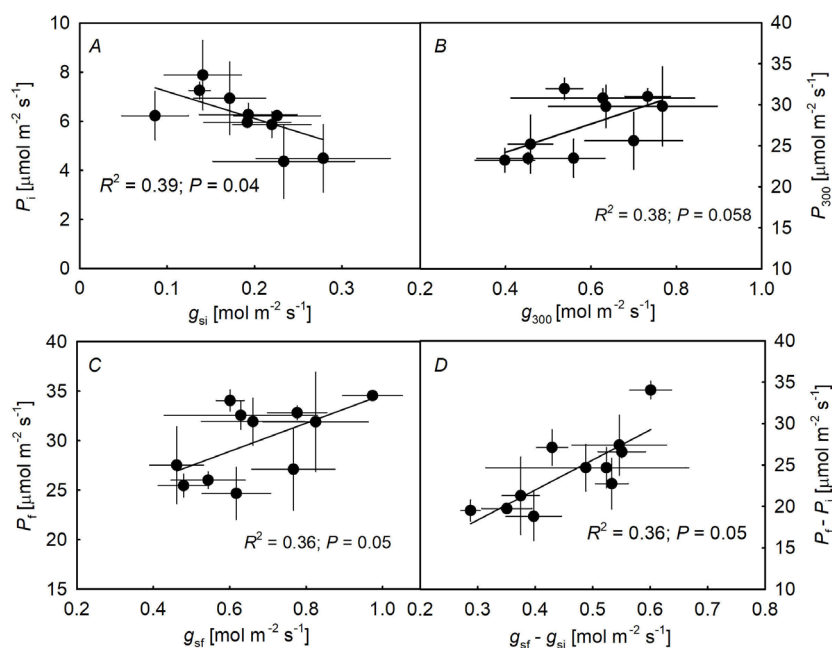 A
B
10
8
6
4
2
0
P_i [µmol m⁻² s⁻¹]
R² = 0.39; P = 0.04
R² = 0.38; P = 0.058
40
35
30
25
20
15
10
P₃₀₀ [µmol m⁻² s⁻¹]
0 0.1 0.2 0.3 0.2 0.4 0.6 0.8 1.0
g_si [mol m⁻² s⁻¹]
g₃₀₀ [mol m⁻² s⁻¹]
C
D
40
35
30
25
20
15
P_f [µmol m⁻² s⁻¹]
R² = 0.36; P = 0.05
R² = 0.36; P = 0.05
40
35
30
25
20
15
10
P_f - P_i [µmol m⁻² s⁻¹]
0.2 0.4 0.6 0.8 1.0 0.2 0.3 0.4 0.5 0.6 0.7 0.8
g_sf [mol m⁻² s⁻¹]
g_sf - g_si [mol m⁻² s⁻¹]